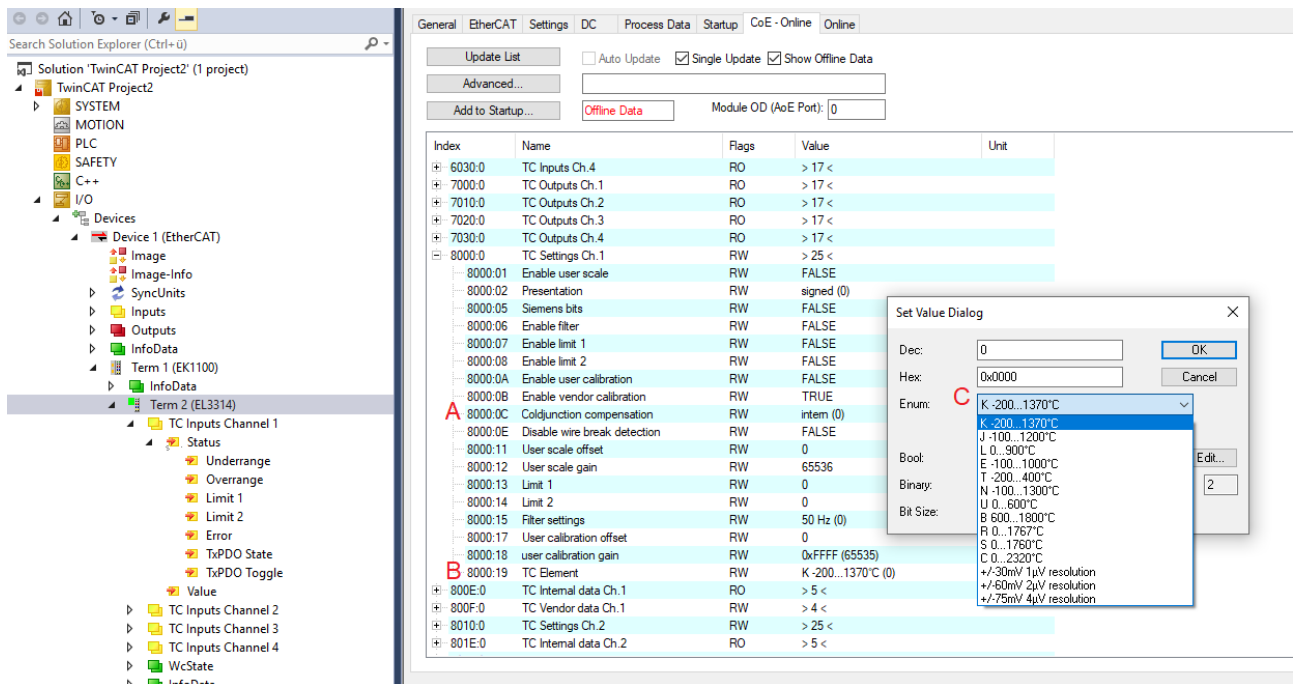 Search Solution Explorer (Ctrl+ü)
Solution 'TwinCAT Project2' (1 project)
TwinCAT Project2
SYSTEM
MOTION
PLC
SAFETY
C++
I/O
Devices
Device 1 (EtherCAT)
Image
Image-Info
SyncUnits
Inputs
Outputs
InfoData
Term 1 (EK1100)
InfoData
Term 2 (EL3314)
TC Inputs Channel 1
Status
Underrange
Overrange
Limit 1
Limit 2
Error
TxPDO State
TxPDO Toggle
Value
TC Inputs Channel 2
TC Inputs Channel 3
TC Inputs Channel 4
WcState
InfoData
General EtherCAT Settings DC Process Data Startup CoE - Online Online
Update List Auto Update Single Update Show Offline Data
Advanced...
Add to Startup... Offline Data Module OD (AoE Port): 0
Index Name Flags Value Unit
6030:0 TC Inputs Ch.4 RO > 17 <
7000:0 TC Outputs Ch.1 RO > 17 <
7010:0 TC Outputs Ch.2 RO > 17 <
7020:0 TC Outputs Ch.3 RO > 17 <
7030:0 TC Outputs Ch.4 RO > 17 <
8000:0 TC Settings Ch.1 RW > 25 <
8000:01 Enable user scale RW FALSE
8000:02 Presentation RW signed (0)
8000:05 Siemens bits RW FALSE
8000:06 Enable filter RW FALSE
8000:07 Enable limit 1 RW FALSE
8000:08 Enable limit 2 RW FALSE
8000:0A Enable user calibration RW FALSE
8000:0B Enable vendor calibration RW TRUE
A 8000:0C Coldjunction compensation RW intern (0)
8000:0E Disable wire break detection RW FALSE
8000:11 User scale offset RW 0
8000:12 User scale gain RW 65536
8000:13 Limit 1 RW 0
8000:14 Limit 2 RW 0
8000:15 Filter settings RW 50 Hz (0)
8000:17 User calibration offset RW 0
8000:18 user calibration gain RW 0xFFFF (65535)
B 8000:19 TC Element RW K -200...1370°C (0)
800E:0 TC Internal data Ch.1 RO > 5 <
800F:0 TC Vendor data Ch.1 RW > 4 <
8010:0 TC Settings Ch.2 RW > 25 <
801E:0 TC Internal data Ch.2 RO > 5 <
Set Value Dialog
Dec: 0 OK
Hex: 0x0000 Cancel
Enum: C K -200...1370°C
K -200...1370°C
J -100...1200°C
L 0...900°C
E -100...1000°C
T -200...400°C
N -100...1300°C
U 0...600°C
B 600...1800°C
R 0...1767°C
S 0...1760°C
C 0...2320°C
+/-30mV 1µV resolution
+/-60mV 2µV resolution
+/-75mV 4µV resolution
Bool: Edit...
Binary: 2
Bit Size: